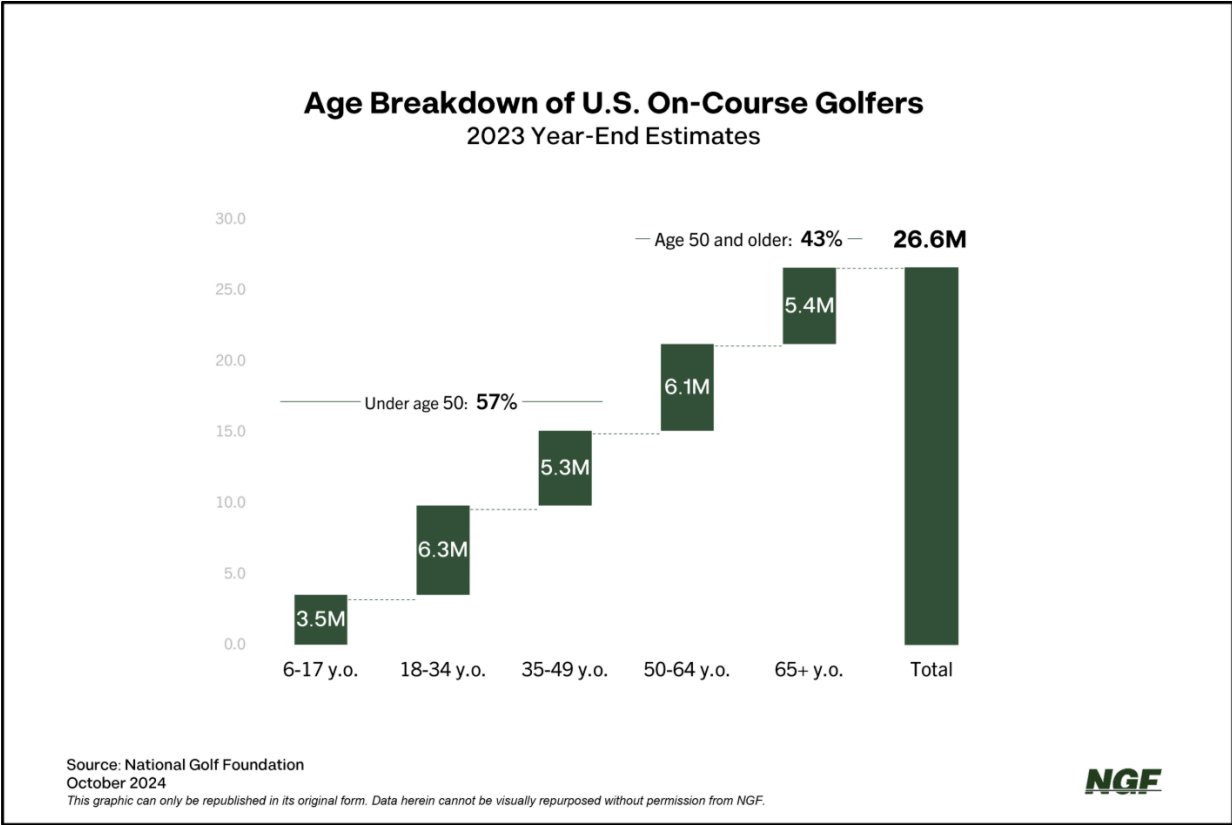 Age Breakdown of U.S. On-Course Golfers
2023 Year-End Estimates
30.0
Age 50 and older: 43%
26.6M
25.0
5.4M
20.0
6.1M
Under age 50: 57%
15.0
5.3M
10.0
6.3M
5.0
3.5M
0.0
6-17 y.o.
18-34 y.o.
35-49 y.o.
50-64 y.o.
65+ y.o.
Total
Source: National Golf Foundation
October 2024
This graphic can only be republished in its original form. Data herein cannot be visually repurposed without permission from NGF.
NGF